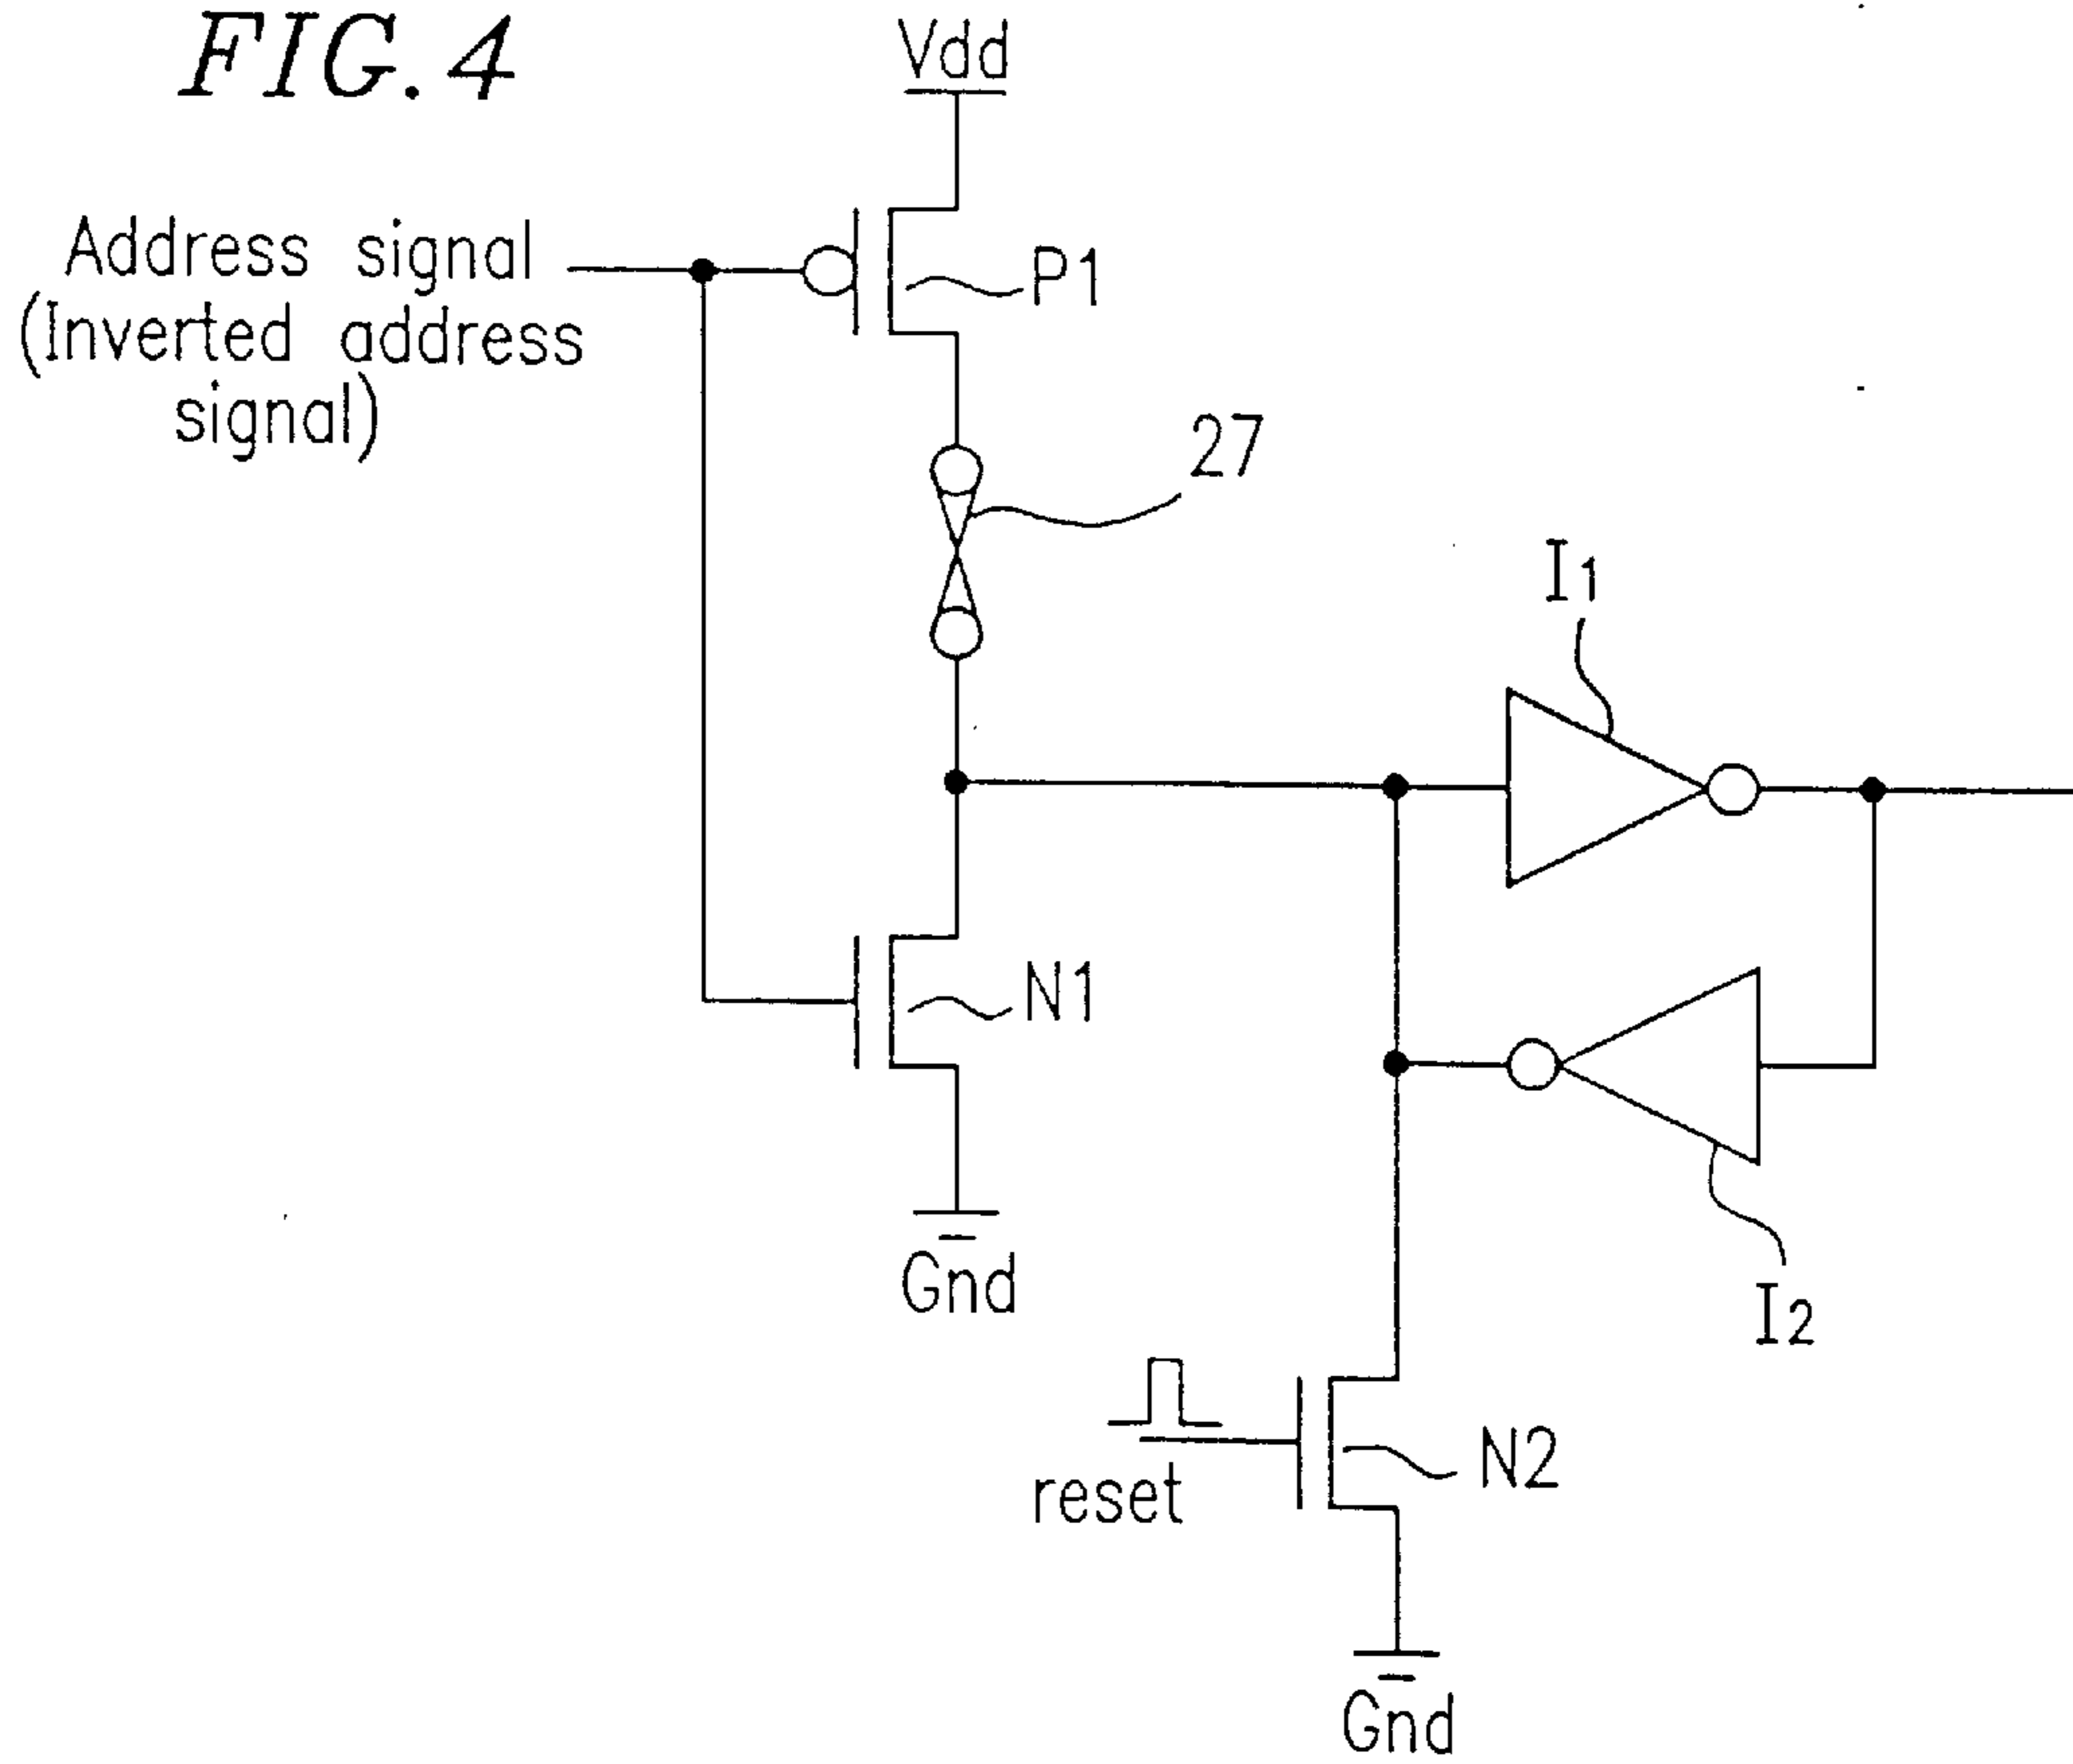 FIG. 4
Vdd
Address signal
(Inverted address
signal)
P1
27
I1
N1
Gnd
I2
reset
N2
Gnd